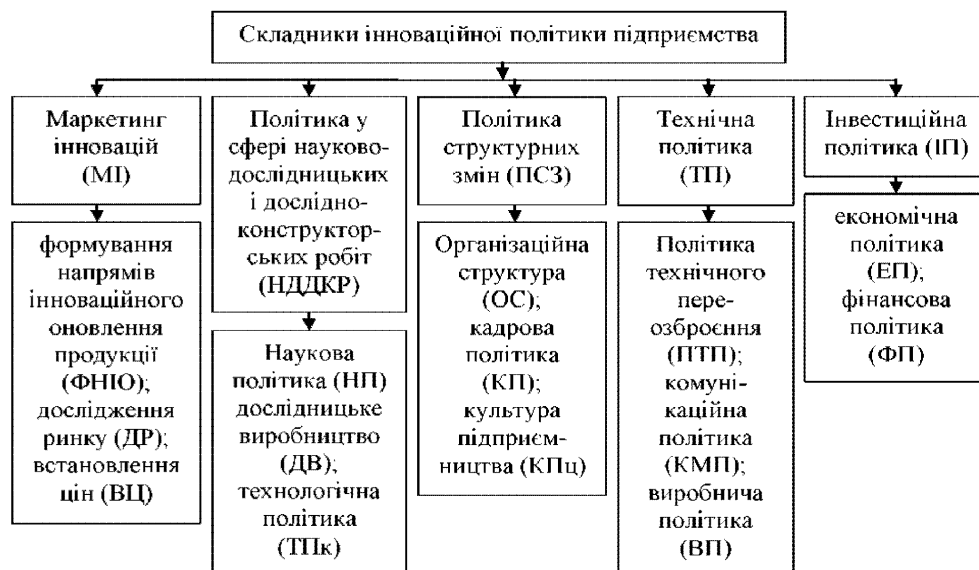 Складники інноваційної політики підприємства
Маркетинг
інновацій
(МІ)
формування
напрямів
інноваційного
оновлення
продукції
(ФНІО);
дослідження
ринку (ДР);
встановлення
цін (ВЦ)
Політика у
сфері науково-
дослідницьких
і дослідно-
конструктор-
ських робіт
(НДДКР)
Наукова
політика (НП)
дослідницьке
виробництво
(ДВ);
технологічна
політика
(ТПк)
Політика
структурних
змін (ПСЗ)
Організаційна
структура
(ОС);
кадрова
політика
(КП);
культура
підприєм-
ництва (КПц)
Технічна
політика
(ТП)
Політика
технічного
пере-
озброєння
(ПТП);
комуні-
каційна
політика
(КМП);
виробнича
політика
(ВП)
Інвестиційна
політика (ІП)
економічна
політика
(ЕП);
фінансова
політика
(ФП)